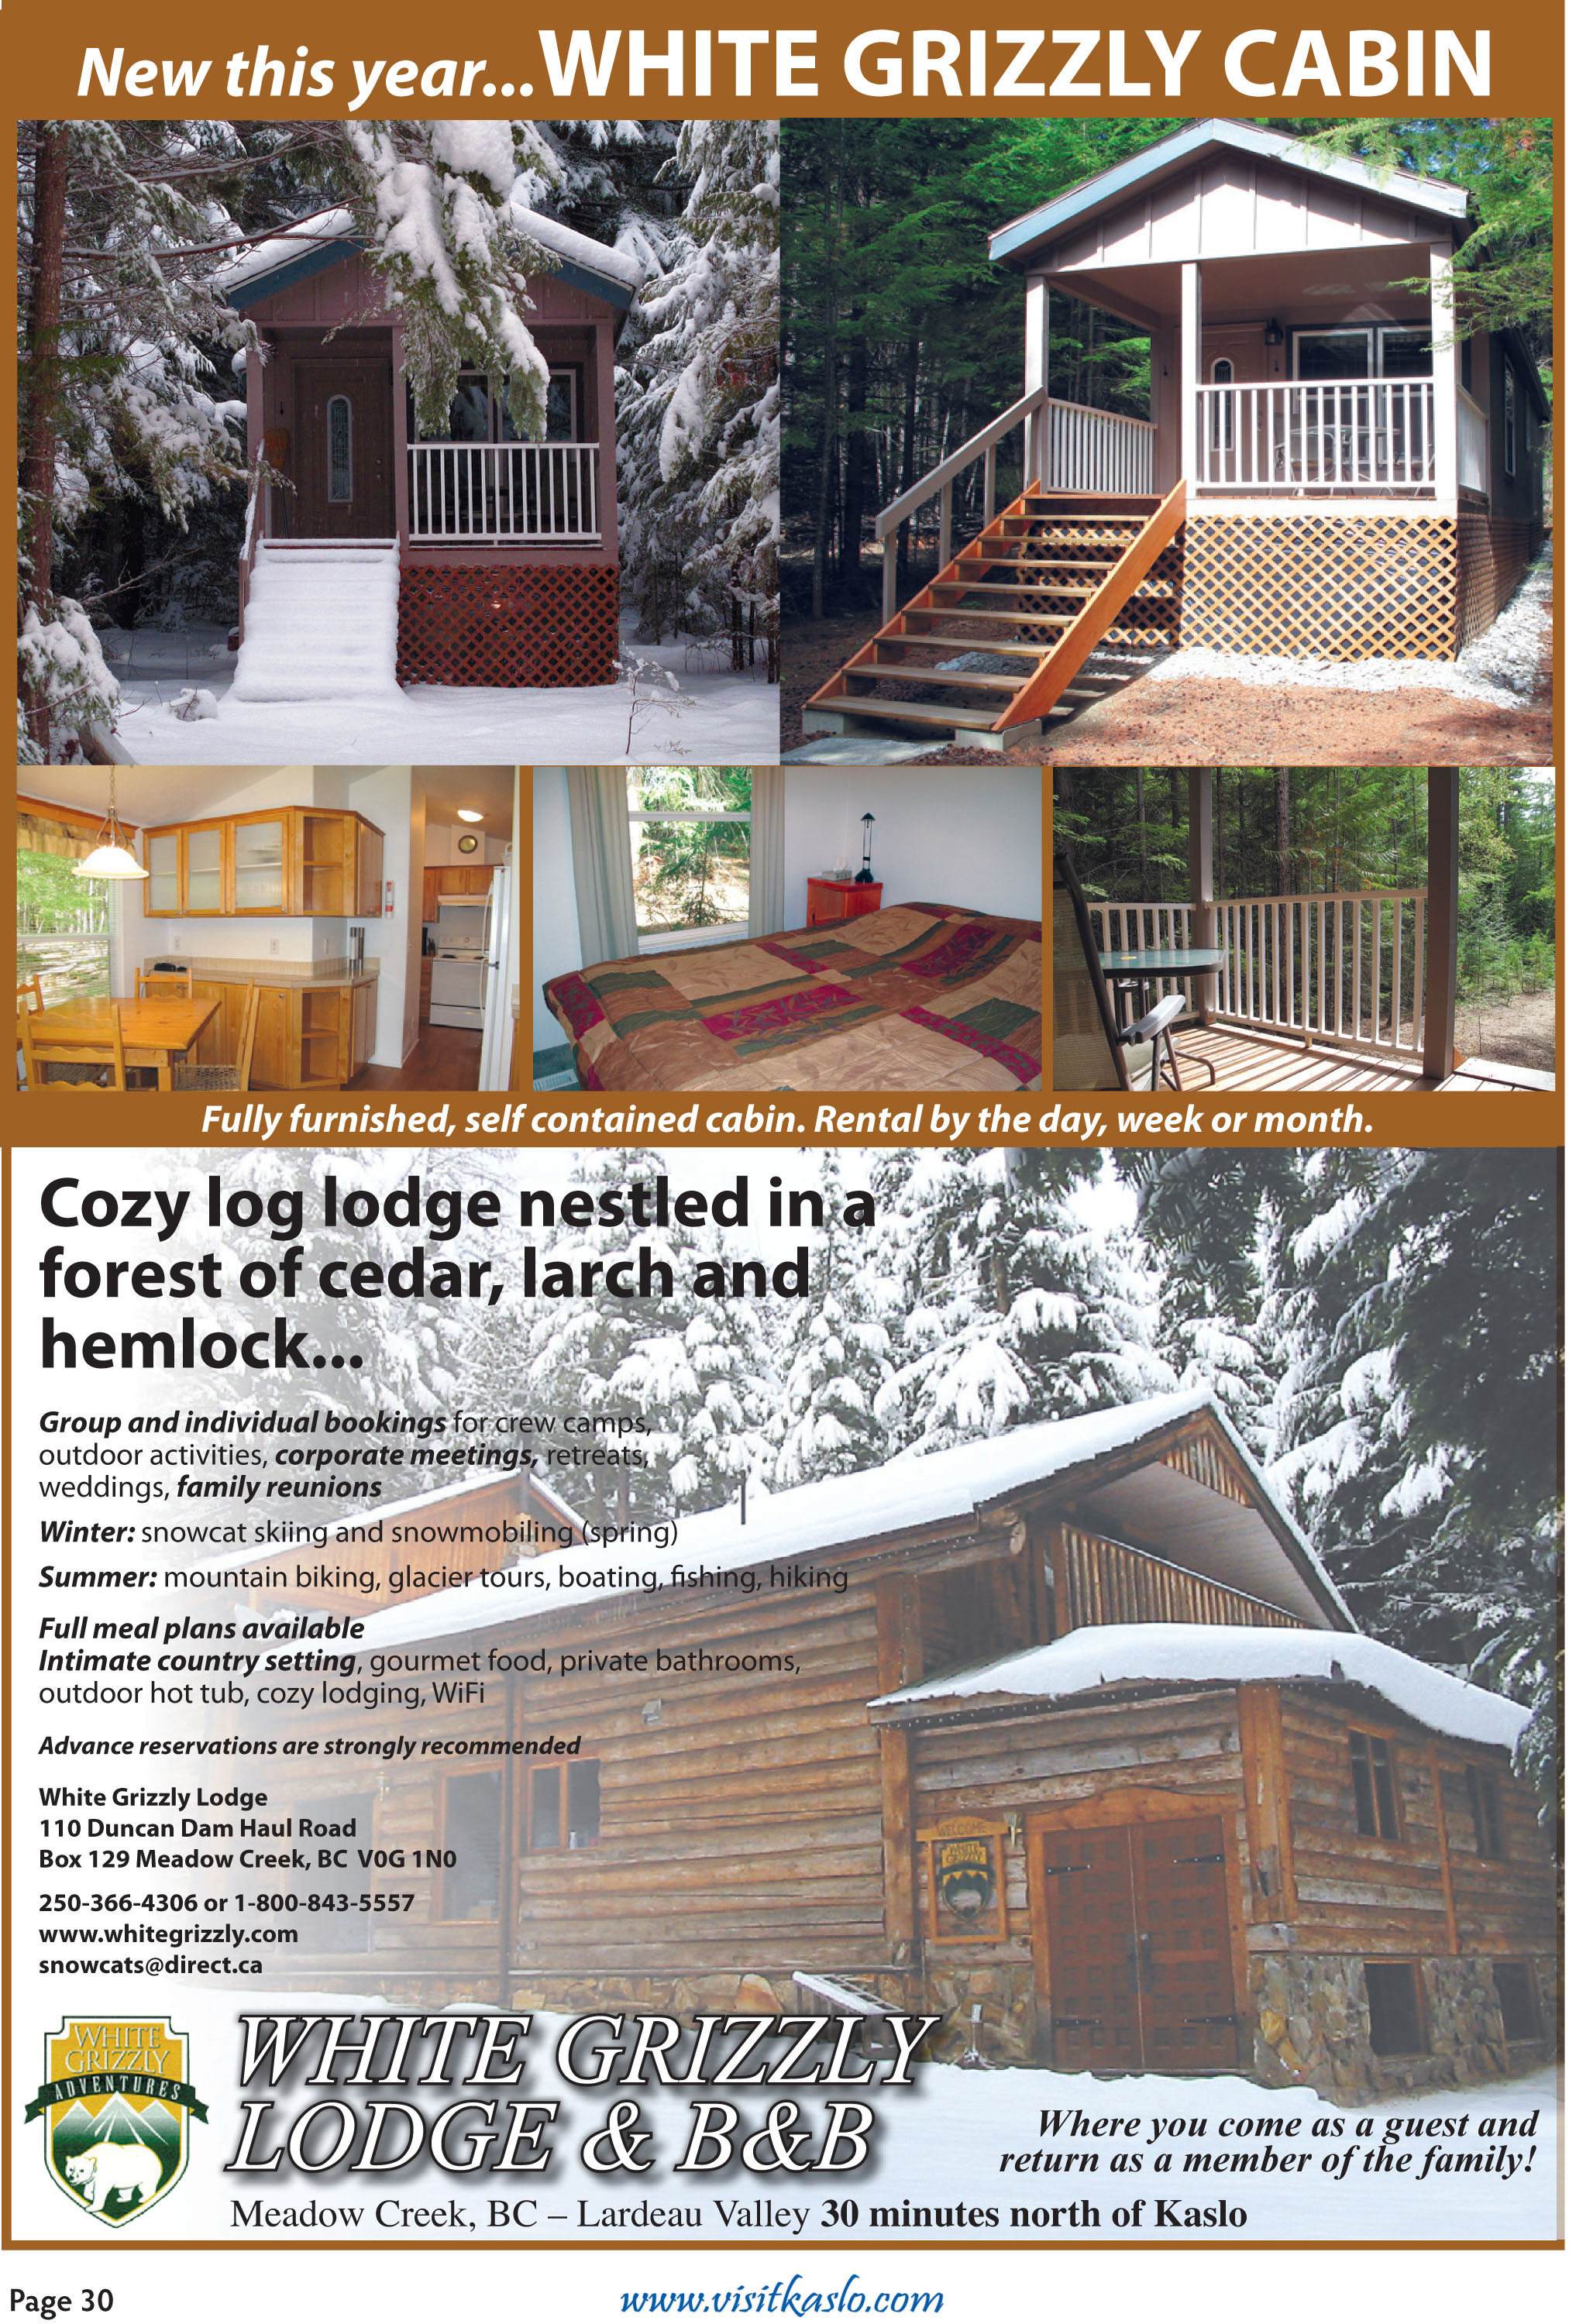 New this year...WHITE GRIZZLY CABIN
Fully furnished, self contained cabin. Rental by the day, week or month.
Cozy log lodge nestled in a
forest of cedar, larch and
hemlock...
Group and individual bookings for crew camps,
outdoor activities, corporate meetings, retreats,
weddings, family reunions
Winter: snowcat skiing and snowmobiling (spring)
Summer: mountain biking, glacier tours, boating, fishing, hiking
Full meal plans available
Intimate country setting, gourmet food, private bathrooms,
outdoor hot tub, cozy lodging, WiFi
Advance reservations are strongly recommended
White Grizzly Lodge
110 Duncan Dam Haul Road
Box 129 Meadow Creek, BC V0G 1N0
250-366-4306 or 1-800-843-5557
www.whitegrizzly.com
snowcats@direct.ca
WELCOME
WHITE
GRIZZLY
WHITE
GRIZZLY
ADVENTURES
WHITE GRIZZLY
LODGE & B&B
Where you come as a guest and
return as a member of the family!
Meadow Creek, BC – Lardeau Valley 30 minutes north of Kaslo
Page 30
www.visitkaslo.com